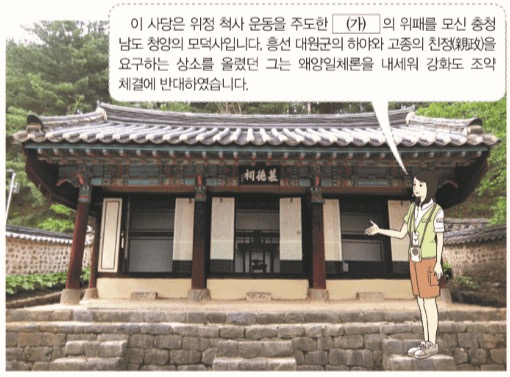 이 사당은 위정 척사 운동을 주도한 (가) 의 위패를 모신 충청
남도 청양의 모덕사입니다. 흥선 대원군의 하야와 고종의 친정(親政)을
요구하는 상소를 올렸던 그는 왜양일체론을 내세워 강화도 조약
체결에 반대하였습니다.
祠德慕